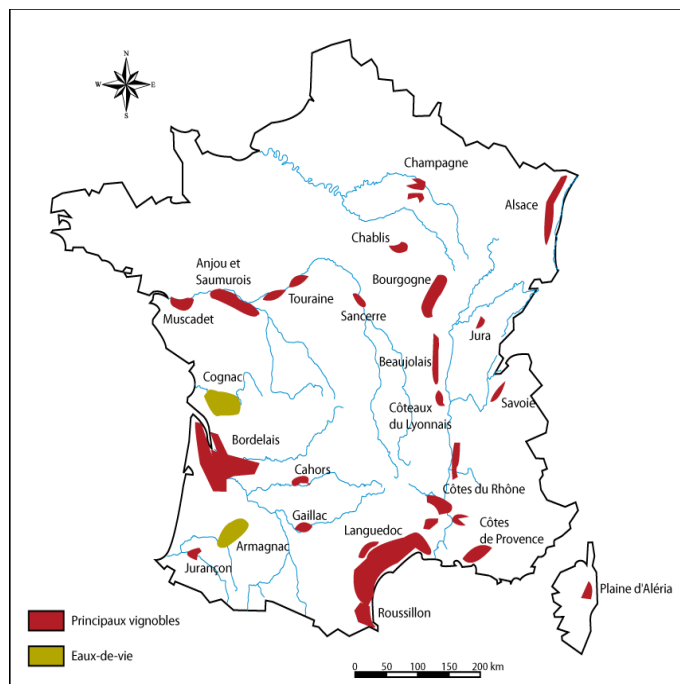 N
W E
S
Champagne
Alsace
Chablis
Anjou et
Saumurois
Bourgogne
Touraine
Sancerre
Muscadet
Jura
Beaujolais
Cognac
Savoie
Côteaux
du Lyonnais
Bordelais
Cahors
Côtes du Rhône
Gaillac
Languedoc
Côtes
de Provence
Armagnac
Jurançon
Plaine d'Aléria
Roussillon
Principaux vignobles
Eaux-de-vie
0 50 100 150 200 km